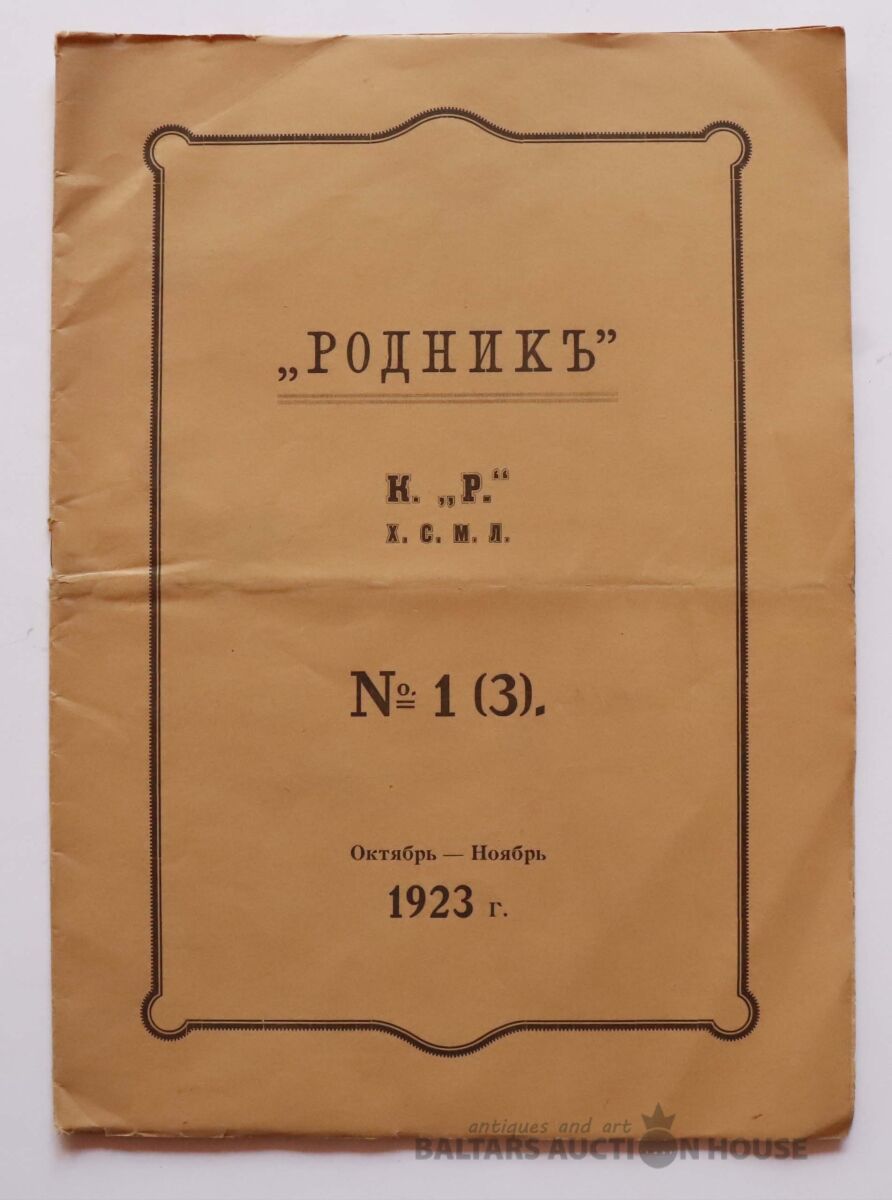 „РОДНИКЪ”
К. „Р.“
Х. С. М. Л.
№ 1 (3).
Октябрь — Ноябрь
1923 г.
antiques and art
BALTARS AUCTION HOUSE